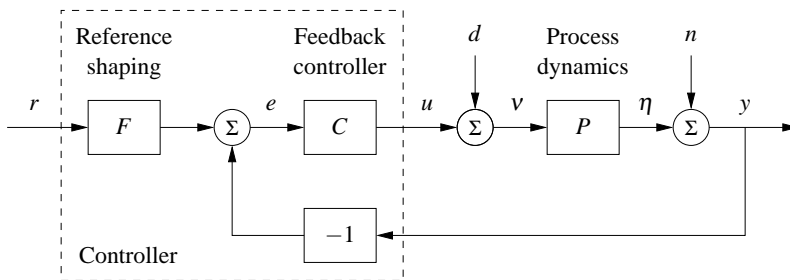 Reference shaping
Feedback controller
d
Process dynamics
n
r
F
Σ
e
C
u
Σ
ν
P
η
Σ
y
−1
Controller